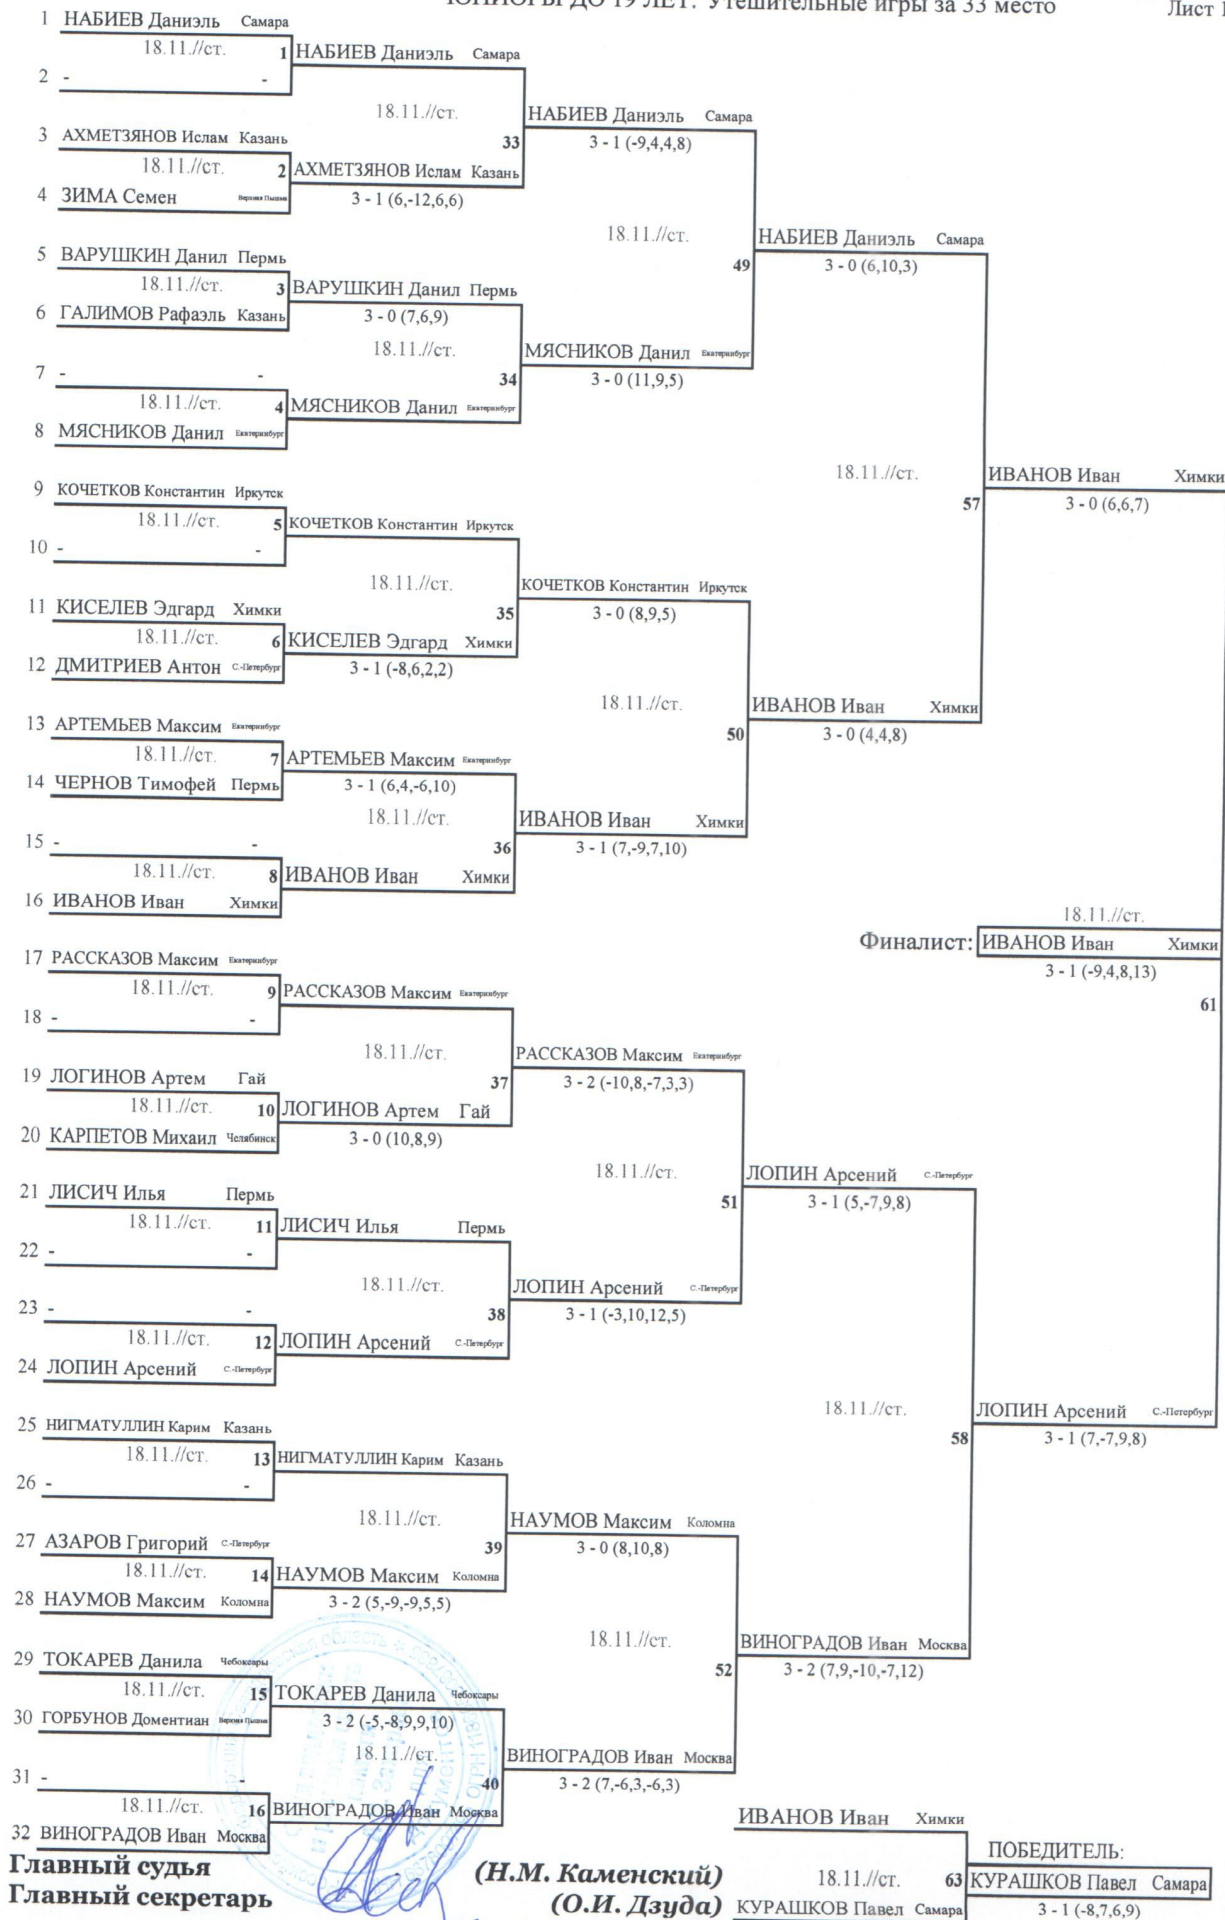 ЮНИОРЫ ДО 19 ЛЕТ. Утешительные игры за 33 место
Лист 1
1 НАБИЕВ Даниэль Самара
18.11.//ст. 1 НАБИЕВ Даниэль Самара
2 - -
18.11.//ст. НАБИЕВ Даниэль Самара
3 АХМЕТЗЯНОВ Ислам Казань 33 3 - 1 (-9,4,4,8)
18.11.//ст. 2 АХМЕТЗЯНОВ Ислам Казань
4 ЗИМА Семен Верхняя Пышма 3 - 1 (6,-12,6,6)
18.11.//ст. НАБИЕВ Даниэль Самара
5 ВАРУШКИН Данил Пермь 49 3 - 0 (6,10,3)
18.11.//ст. 3 ВАРУШКИН Данил Пермь
6 ГАЛИМОВ Рафаэль Казань 3 - 0 (7,6,9)
18.11.//ст. МЯСНИКОВ Данил Екатеринбург
7 - - 34 3 - 0 (11,9,5)
18.11.//ст. 4 МЯСНИКОВ Данил Екатеринбург
8 МЯСНИКОВ Данил Екатеринбург
18.11.//ст. ИВАНОВ Иван Химки
9 КОЧЕТКОВ Константин Иркутск 57 3 - 0 (6,6,7)
18.11.//ст. 5 КОЧЕТКОВ Константин Иркутск
10 - -
18.11.//ст. КОЧЕТКОВ Константин Иркутск
11 КИСЕЛЕВ Эдгард Химки 35 3 - 0 (8,9,5)
18.11.//ст. 6 КИСЕЛЕВ Эдгард Химки
12 ДМИТРИЕВ Антон С.-Петербург 3 - 1 (-8,6,2,2)
18.11.//ст. ИВАНОВ Иван Химки
13 АРТЕМЬЕВ Максим Екатеринбург 50 3 - 0 (4,4,8)
18.11.//ст. 7 АРТЕМЬЕВ Максим Екатеринбург
14 ЧЕРНОВ Тимофей Пермь 3 - 1 (6,4,-6,10)
18.11.//ст. ИВАНОВ Иван Химки
15 - - 36 3 - 1 (7,-9,7,10)
18.11.//ст. 8 ИВАНОВ Иван Химки
16 ИВАНОВ Иван Химки
18.11.//ст.
Финалист: ИВАНОВ Иван Химки
3 - 1 (-9,4,8,13)
61
17 РАССКАЗОВ Максим Екатеринбург
18.11.//ст. 9 РАССКАЗОВ Максим Екатеринбург
18 - -
18.11.//ст. РАССКАЗОВ Максим Екатеринбург
19 ЛОГИНОВ Артем Гай 37 3 - 2 (-10,8,-7,3,3)
18.11.//ст. 10 ЛОГИНОВ Артем Гай
20 КАРПЕТОВ Михаил Челябинск 3 - 0 (10,8,9)
18.11.//ст. ЛОПИН Арсений С.-Петербург
21 ЛИСИЧ Илья Пермь 51 3 - 1 (5,-7,9,8)
18.11.//ст. 11 ЛИСИЧ Илья Пермь
22 - -
18.11.//ст. ЛОПИН Арсений С.-Петербург
23 - - 38 3 - 1 (-3,10,12,5)
18.11.//ст. 12 ЛОПИН Арсений С.-Петербург
24 ЛОПИН Арсений С.-Петербург
18.11.//ст. ЛОПИН Арсений С.-Петербург
25 НИГМАТУЛЛИН Карим Казань 58 3 - 1 (7,-7,9,8)
18.11.//ст. 13 НИГМАТУЛЛИН Карим Казань
26 - -
18.11.//ст. НАУМОВ Максим Коломна
27 АЗАРОВ Григорий С.-Петербург 39 3 - 0 (8,10,8)
18.11.//ст. 14 НАУМОВ Максим Коломна
28 НАУМОВ Максим Коломна 3 - 2 (5,-9,-9,5,5)
18.11.//ст. ВИНОГРАДОВ Иван Москва
29 ТОКАРЕВ Данила Чебоксары 52 3 - 2 (7,9,-10,-7,12)
18.11.//ст. 15 ТОКАРЕВ Данила Чебоксары
30 ГОРБУНОВ Доментиан Верхняя Пышма 3 - 2 (-5,-8,9,9,10)
18.11.//ст. ВИНОГРАДОВ Иван Москва
31 - - 40 3 - 2 (7,-6,3,-6,3)
18.11.//ст. 16 ВИНОГРАДОВ Иван Москва
32 ВИНОГРАДОВ Иван Москва
ИВАНОВ Иван Химки
ПОБЕДИТЕЛЬ:
Главный судья (Н.М. Каменский) 18.11.//ст. 63 КУРАШКОВ Павел Самара
Главный секретарь (О.И. Дзуда) КУРАШКОВ Павел Самара 3 - 1 (-8,7,6,9)